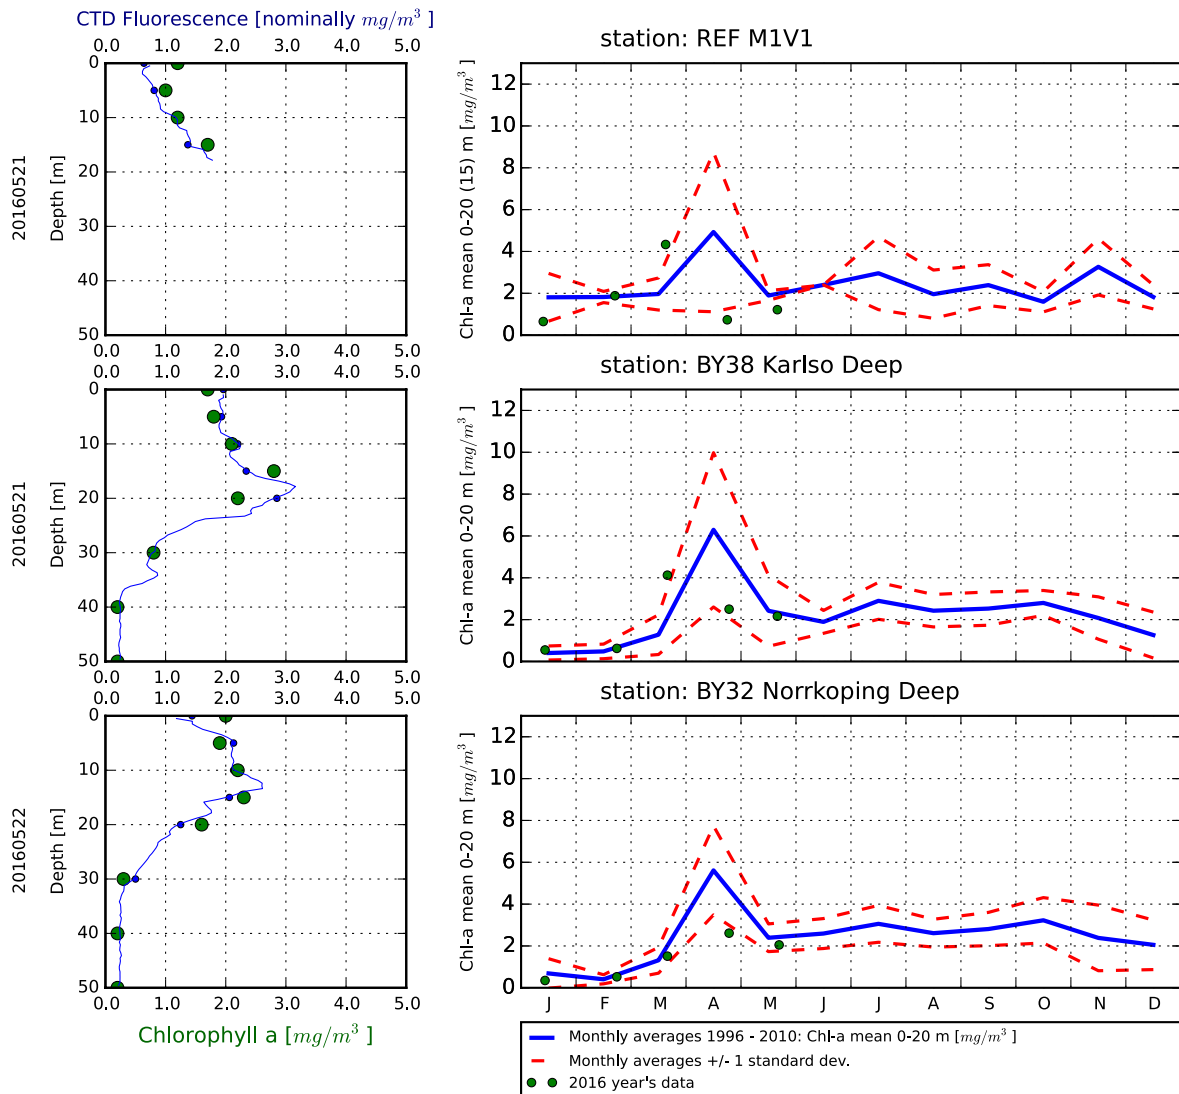 CTD Fluorescence [nominally mg/m³ ]
0.0 1.0 2.0 3.0 4.0 5.0
0
10
20
30
40
50
0.0 1.0 2.0 3.0 4.0 5.0
20160521
Depth [m]
station: REF M1V1
Chl-a mean 0-20 (15) m [mg/m³ ]
12
10
8
6
4
2
0
0.0 1.0 2.0 3.0 4.0 5.0
0
10
20
30
40
50
0.0 1.0 2.0 3.0 4.0 5.0
20160521
Depth [m]
station: BY38 Karlso Deep
Chl-a mean 0-20 m [mg/m³ ]
12
10
8
6
4
2
0
0.0 1.0 2.0 3.0 4.0 5.0
0
10
20
30
40
50
0.0 1.0 2.0 3.0 4.0 5.0
20160522
Depth [m]
Chlorophyll a [mg/m³ ]
station: BY32 Norrkoping Deep
Chl-a mean 0-20 m [mg/m³ ]
12
10
8
6
4
2
0
J F M A M J J A S O N D
Monthly averages 1996 - 2010: Chl-a mean 0-20 m [mg/m³ ]
Monthly averages +/- 1 standard dev.
2016 year's data